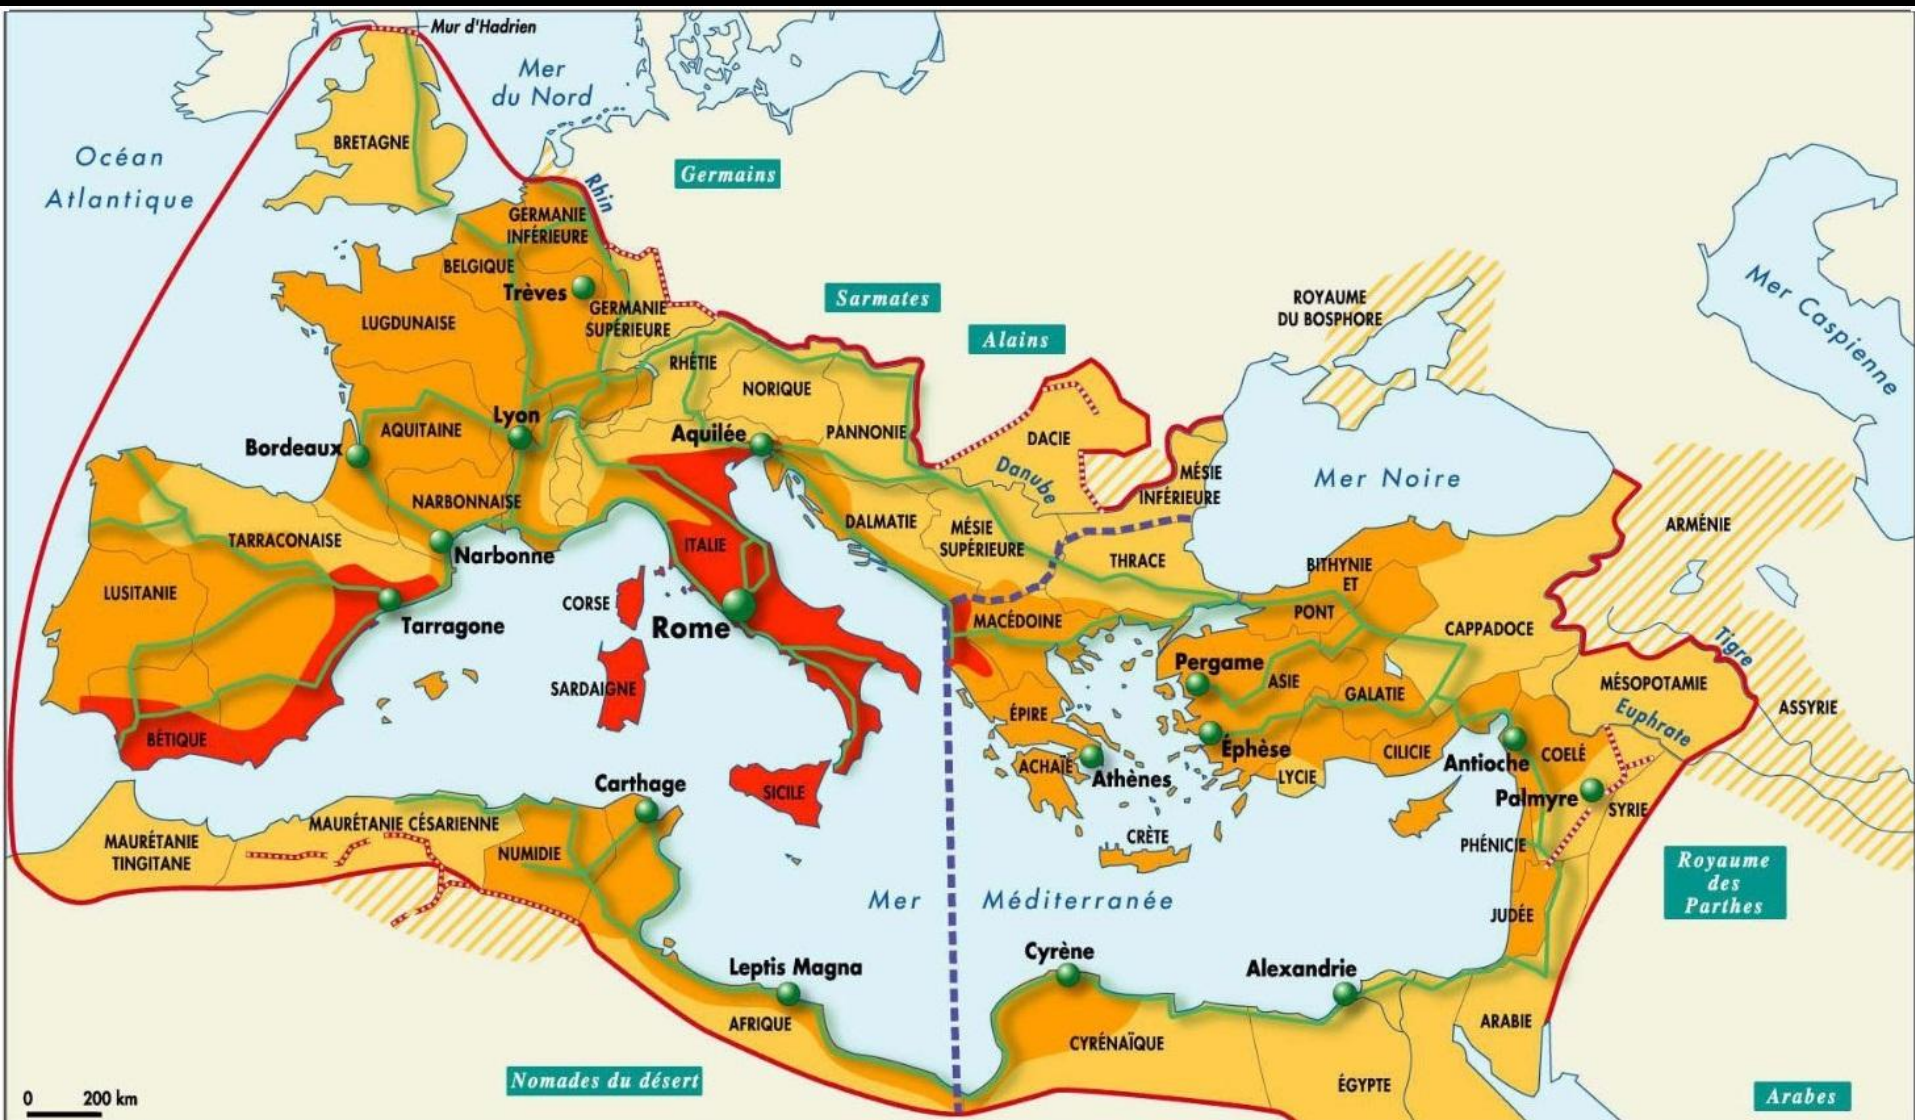 Mur d'Hadrien
Mer
du Nord
Océan
Atlantique
BRETAGNE
Germains
Rhin
GERMANIE
INFÉRIEURE
BELGIQUE
Trèves
GERMANIE
SUPÉRIEURE
LUGDUNAISE
Sarmates
Alains
ROYAUME
DU BOSPHORE
Mer Caspienne
RHÉTIE
NORIQUE
Lyon
AQUITAINE
Bordeaux
Aquilée
PANNONIE
DACIE
Danube
MÉSIE
INFÉRIEURE
Mer Noire
NARBONNAISE
DALMATIE
MÉSIE
SUPÉRIEURE
ARMÉNIE
TARRACONAISE
Narbonne
ITALIE
THRACE
BITHYNIE
ET
PONT
LUSITANIE
CORSE
Tarragone
Rome
MACÉDOINE
CAPPADOCE
Tigre
Pergame
ASIE
GALATIE
MÉSOPOTAMIE
SARDAIGNE
ÉPIRE
Euphrate
ASSYRIE
BÉTIQUE
Éphèse
CILICIE
Antioche
COELÉ
ACHAÏE
Athènes
LYCIE
Carthage
SICILE
Palmyre
SYRIE
MAURÉTANIE CÉSARIENNE
MAURÉTANIE
TINGITANE
NUMIDIE
CRÈTE
PHÉNICIE
Royaume
des
Parthes
Mer Méditerranée
JUDÉE
Leptis Magna
Cyrène
Alexandrie
AFRIQUE
CYRÉNAÏQUE
ARABIE
Nomades du désert
ÉGYPTE
Arabes
0 200 km